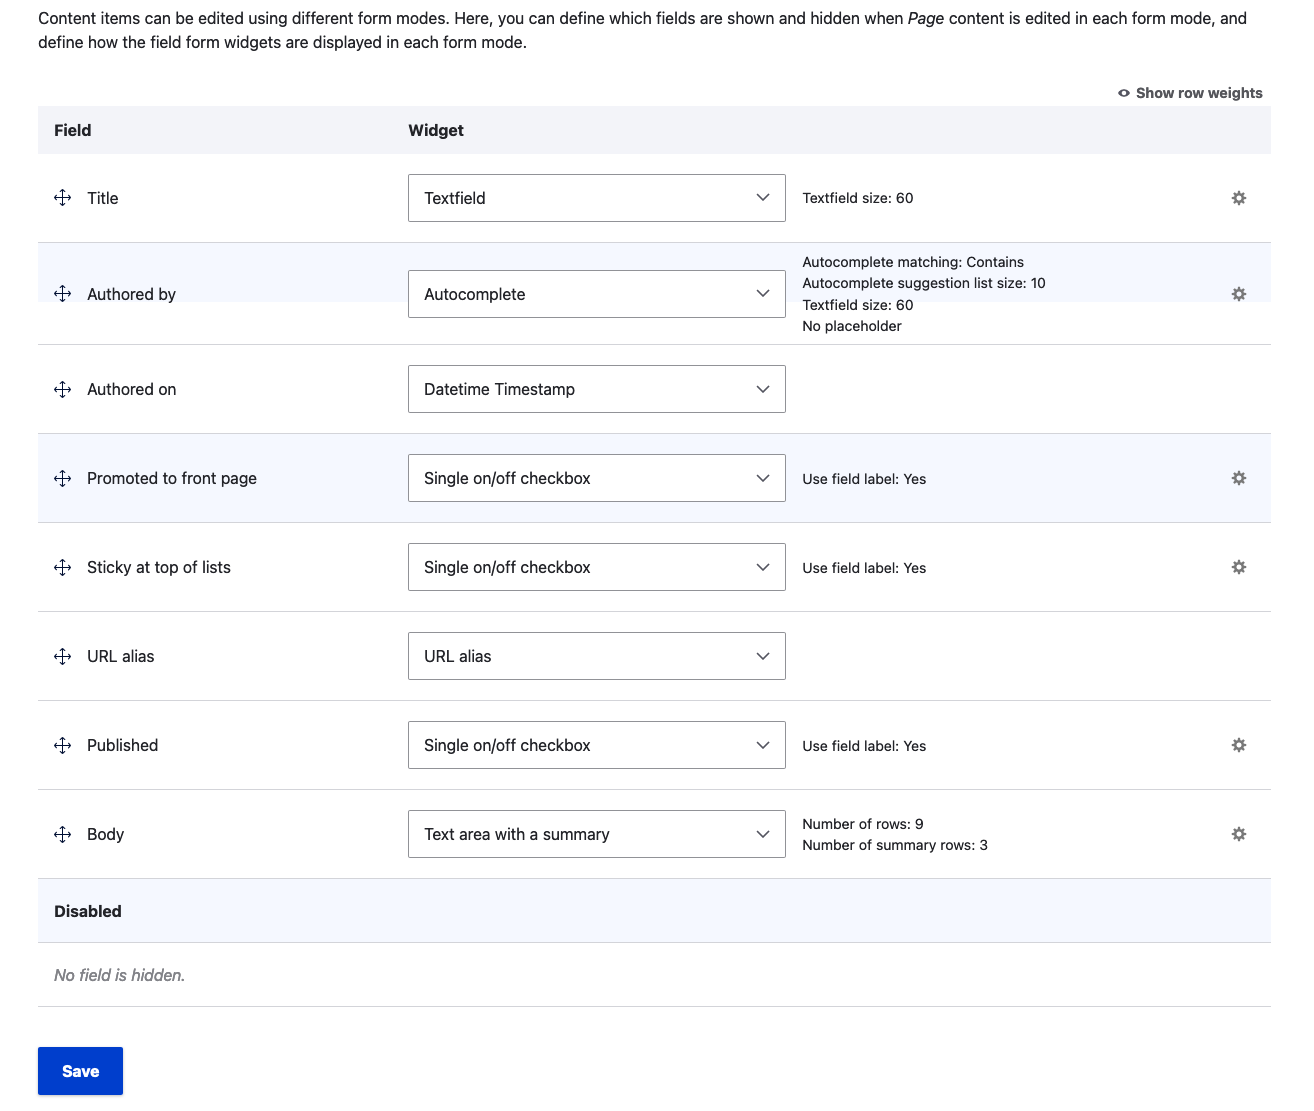 Content items can be edited using different form modes. Here, you can define which fields are shown and hidden when Page content is edited in each form mode, and
define how the field form widgets are displayed in each form mode.
Show row weights
Field Widget
Title Textfield Textfield size: 60
Autocomplete matching: Contains
Autocomplete suggestion list size: 10
Authored by Autocomplete
Textfield size: 60
No placeholder
Authored on Datetime Timestamp
Promoted to front page Single on/off checkbox Use field label: Yes
Sticky at top of lists Single on/off checkbox Use field label: Yes
URL alias URL alias
Published Single on/off checkbox Use field label: Yes
Body Text area with a summary
Number of rows: 9
Number of summary rows: 3
Disabled
No field is hidden.
Save